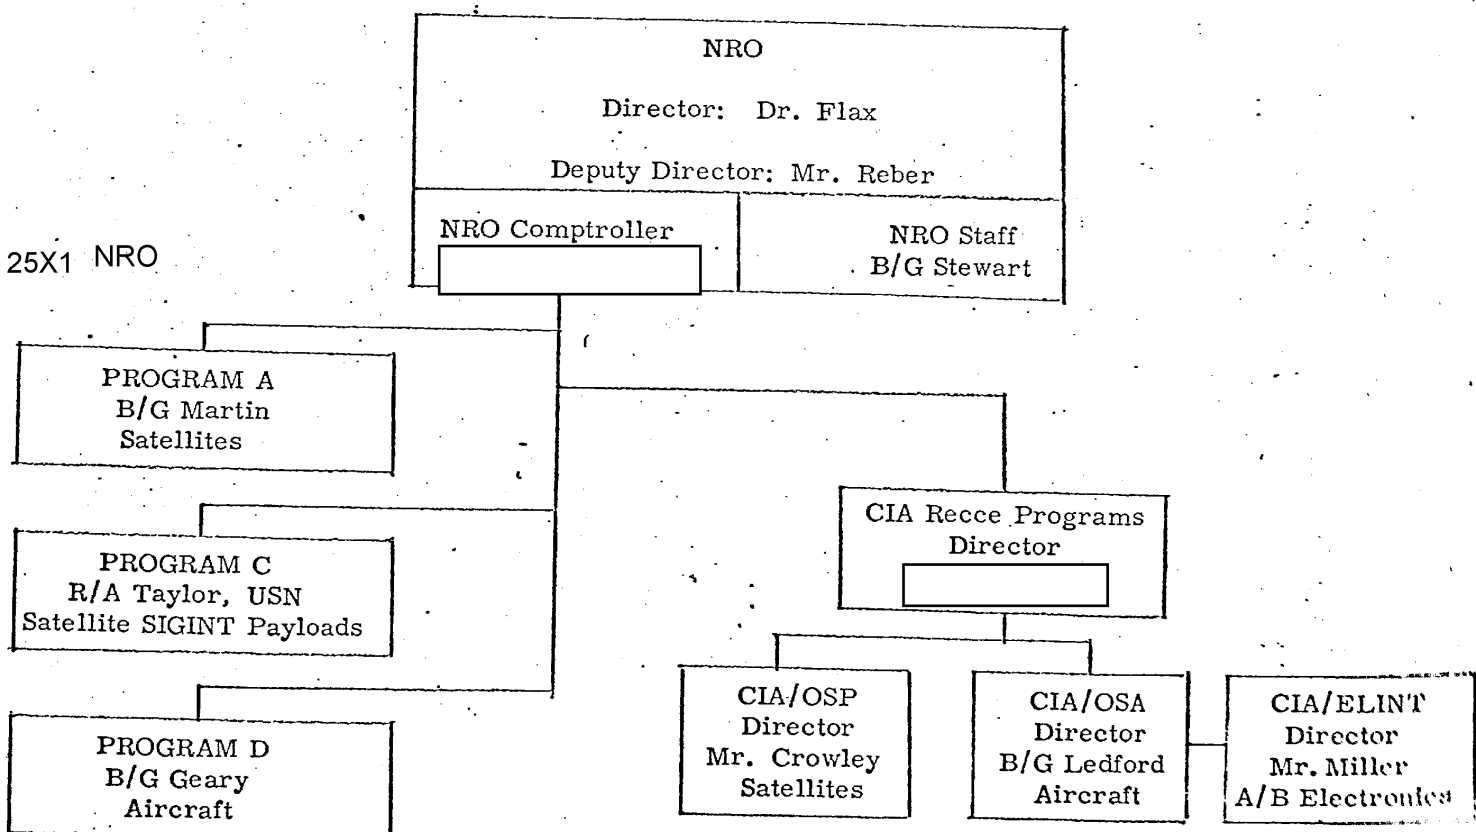 NRO
Director: Dr. Flax
Deputy Director: Mr. Reber
NRO Comptroller
NRO Staff
B/G Stewart
25X1 NRO
PROGRAM A
B/G Martin
Satellites
PROGRAM C
R/A Taylor, USN
Satellite SIGINT Payloads
PROGRAM D
B/G Geary
Aircraft
CIA Recce Programs
Director
CIA/OSP
Director
Mr. Crowley
Satellites
CIA/OSA
Director
B/G Ledford
Aircraft
CIA/ELINT
Director
Mr. Miller
A/B Electronics